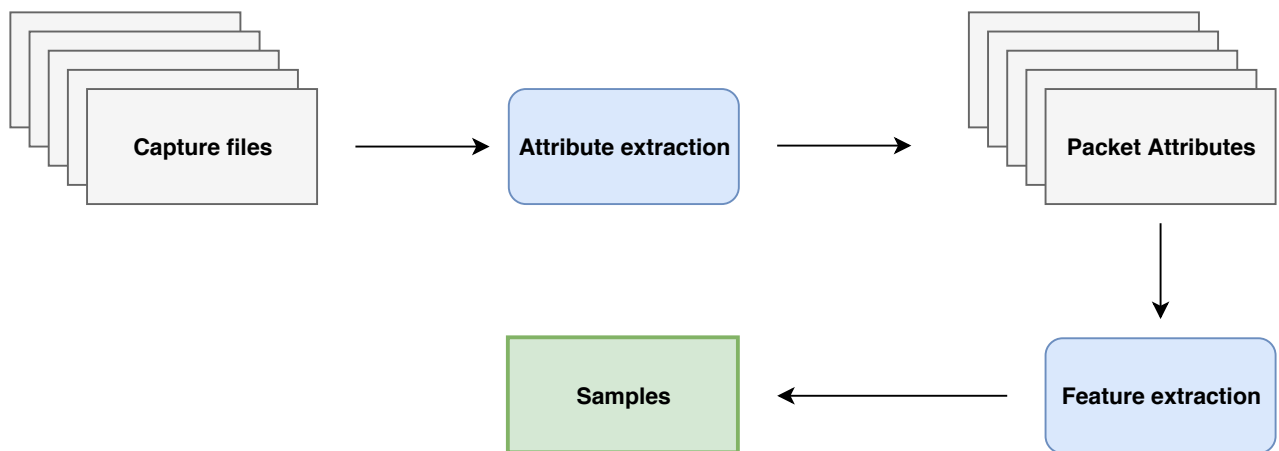 Capture files
Attribute extraction
Packet Attributes
Samples
Feature extraction